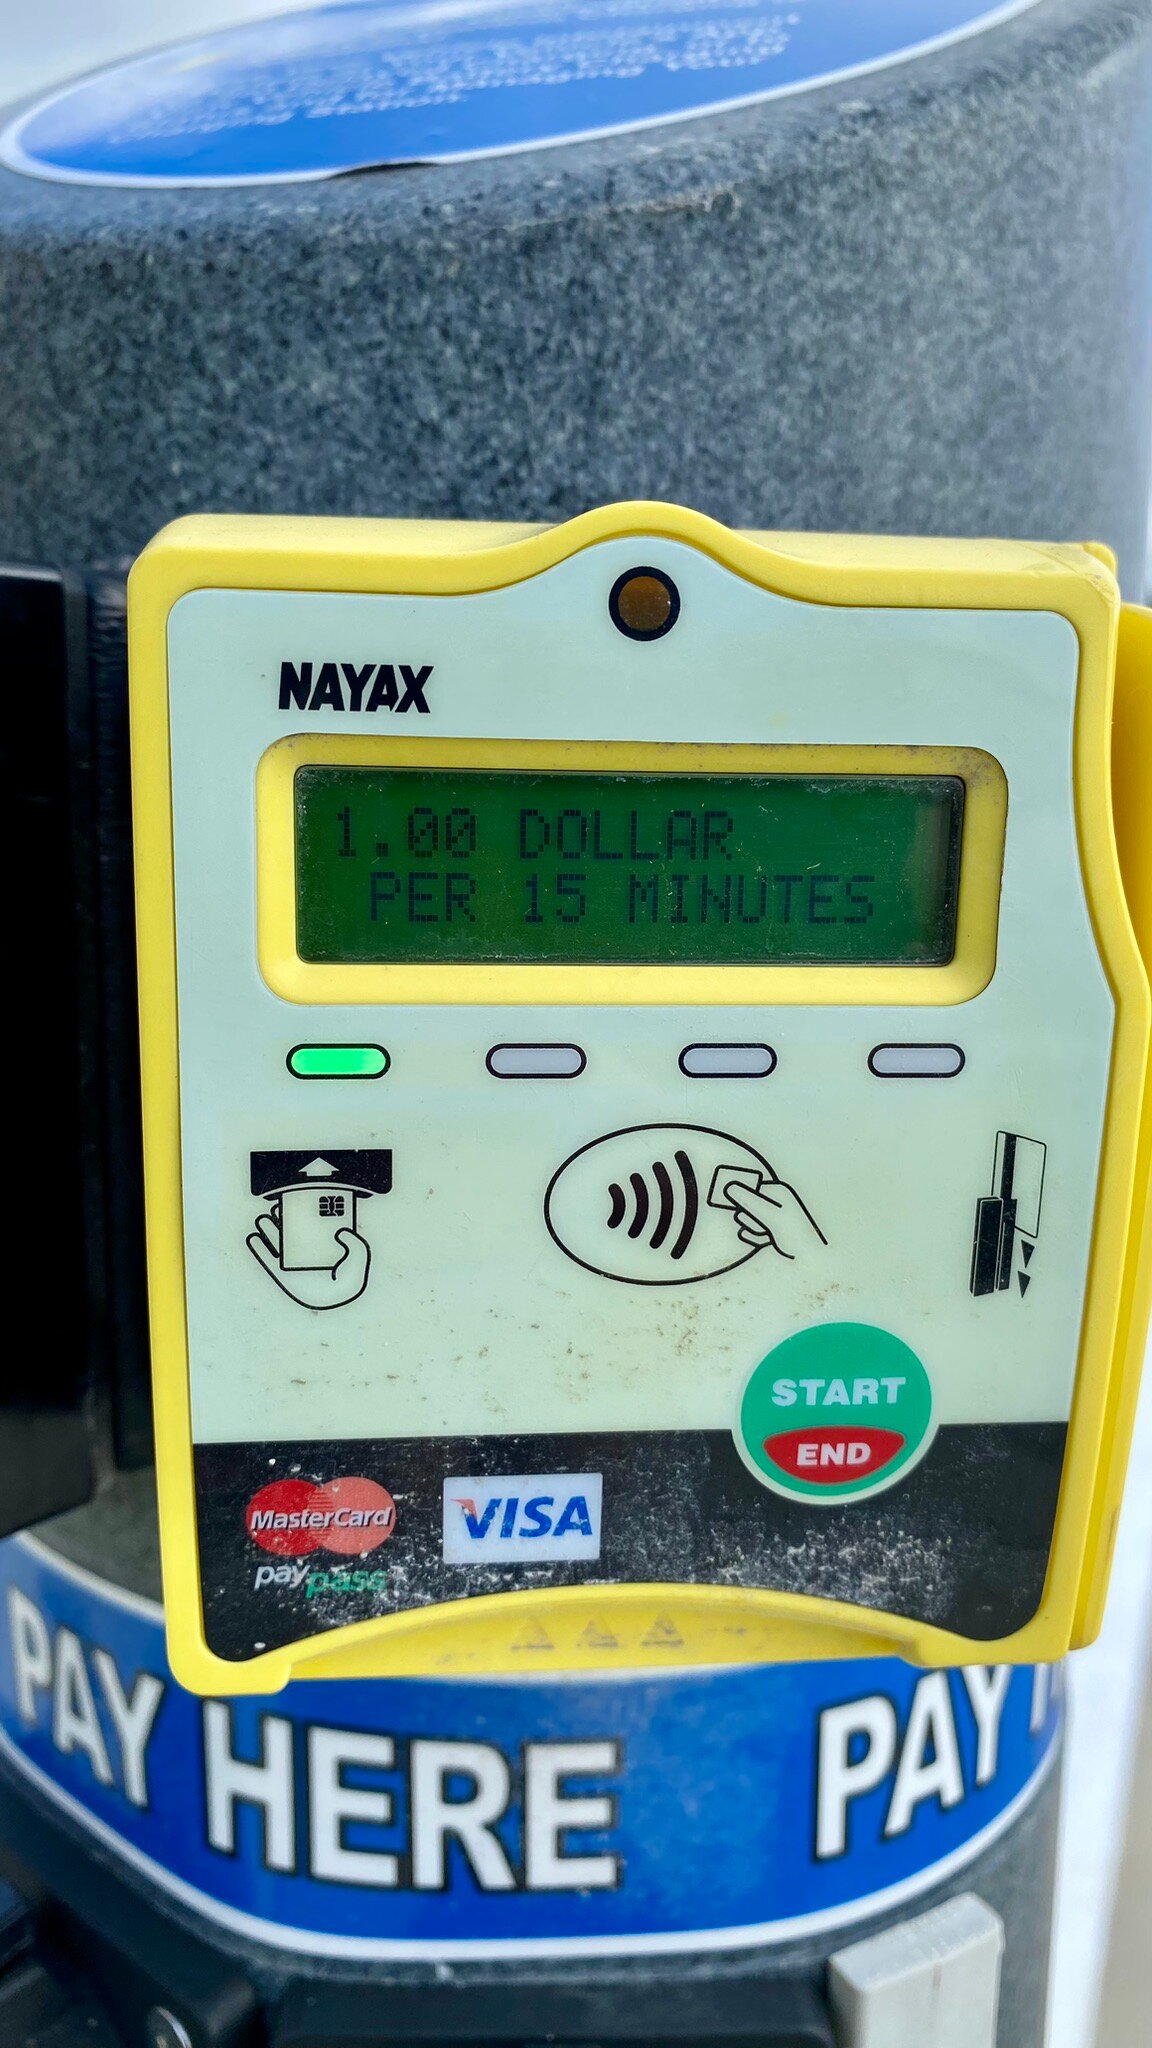 NAYAX
1.00 DOLLAR
PER 15 MINUTES
START
END
MasterCard
paypass
VISA
PAY HERE
PAY